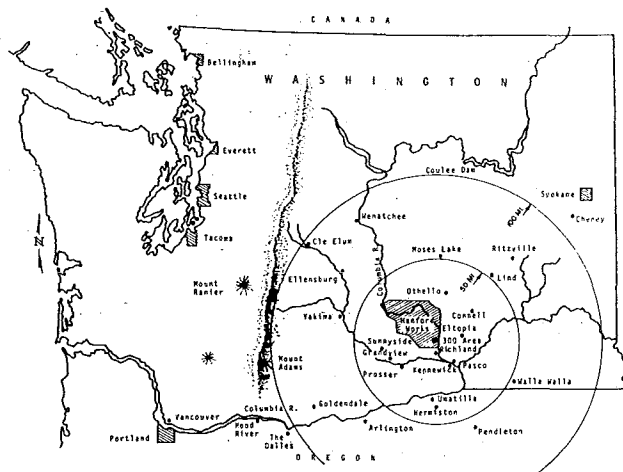 CANADA
Bellingham
WASHINGTON
Everett
Coulee Dam
Seattle
Spokane
Cheney
100 MI.
Wenatchee
N
Tacoma
Cle Elum
Moses Lake
Ritzville
Columbia R.
50 MI
Lind
Mount
Ranier
Ellensburg
Othello
Hanford
Works
Connell
Eltopia
Yakima
300 Area
Sunnyside
Richland
Grandview
Mount
Adams
Prosser
Kennewick
Pasco
Walla Walla
Umatilla
Vancouver
Columbia R.
Goldendale
Hermiston
Hood
River
Portland
The
Dalles
Arlington
Pendleton
OREGON